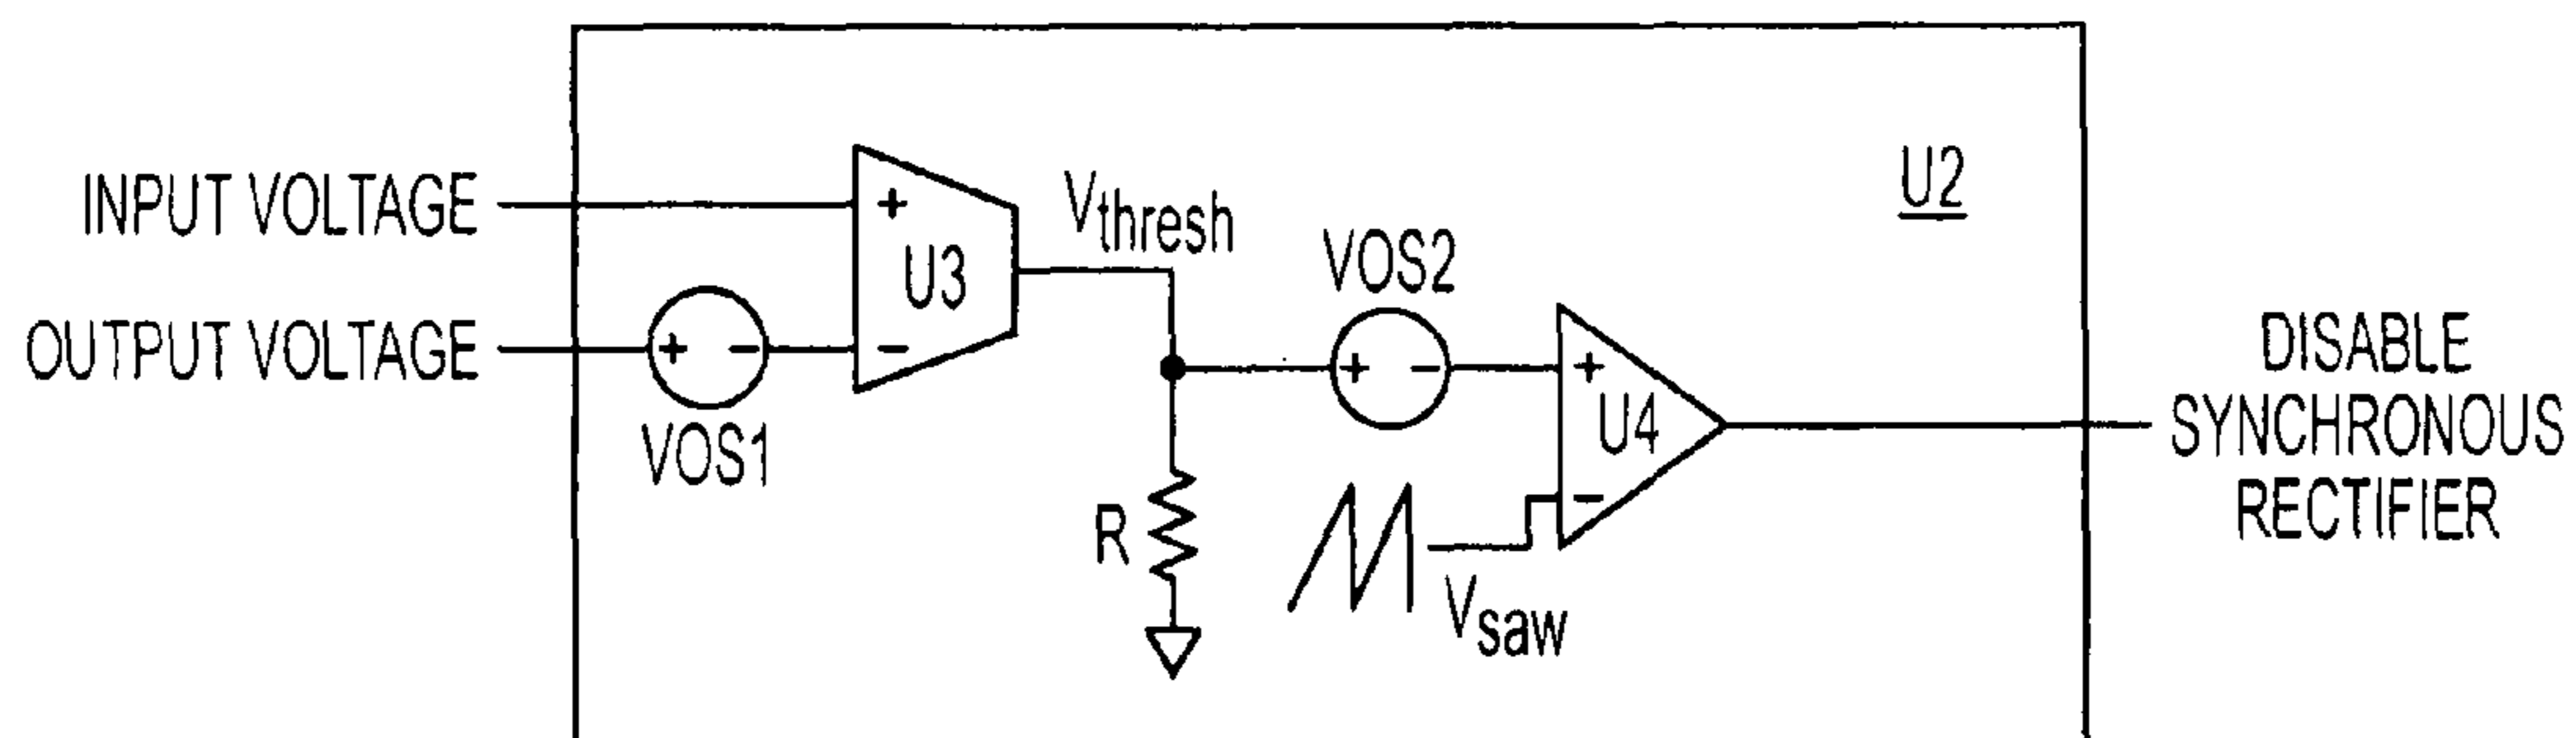 U2
INPUT VOLTAGE
+
U3
Vthresh
VOS2
OUTPUT VOLTAGE
+ -
-
VOS1
+ -
+
U4
-
R
Vsaw
DISABLE
SYNCHRONOUS
RECTIFIER